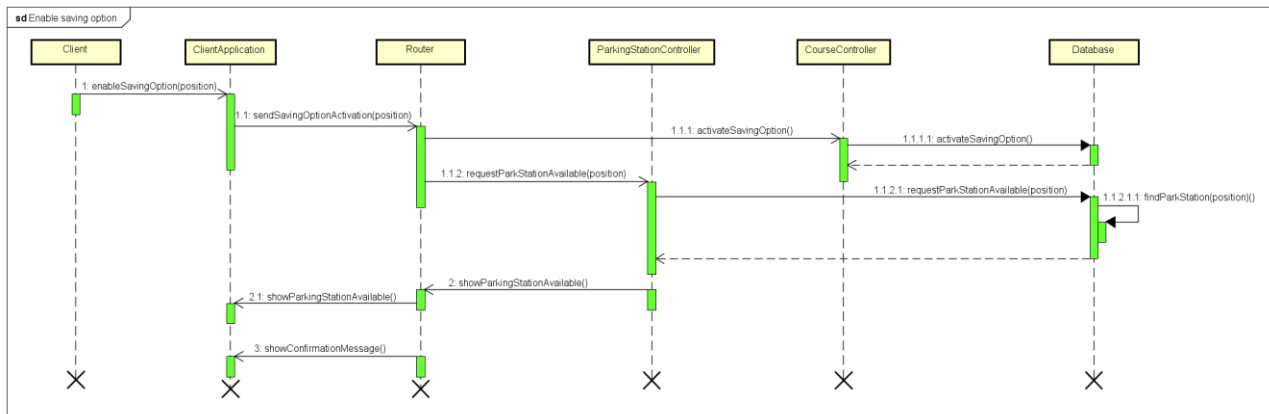 sd Enable saving option
Client
ClientApplication
Router
ParkingStationController
CourseController
Database
1: enableSavingOption(position)
1.1: sendSavingOptionActivation(position)
1.1.1: activateSavingOption()
1.1.1.1: activateSavingOption()
1.1.2: requestParkStationAvailable(position)
1.1.2.1: requestParkStationAvailable(position)
1.1.2.1.1: findParkStation(position)()
2: showParkingStationAvailable()
2.1: showParkingStationAvailable()
3: showConfirmationMessage()